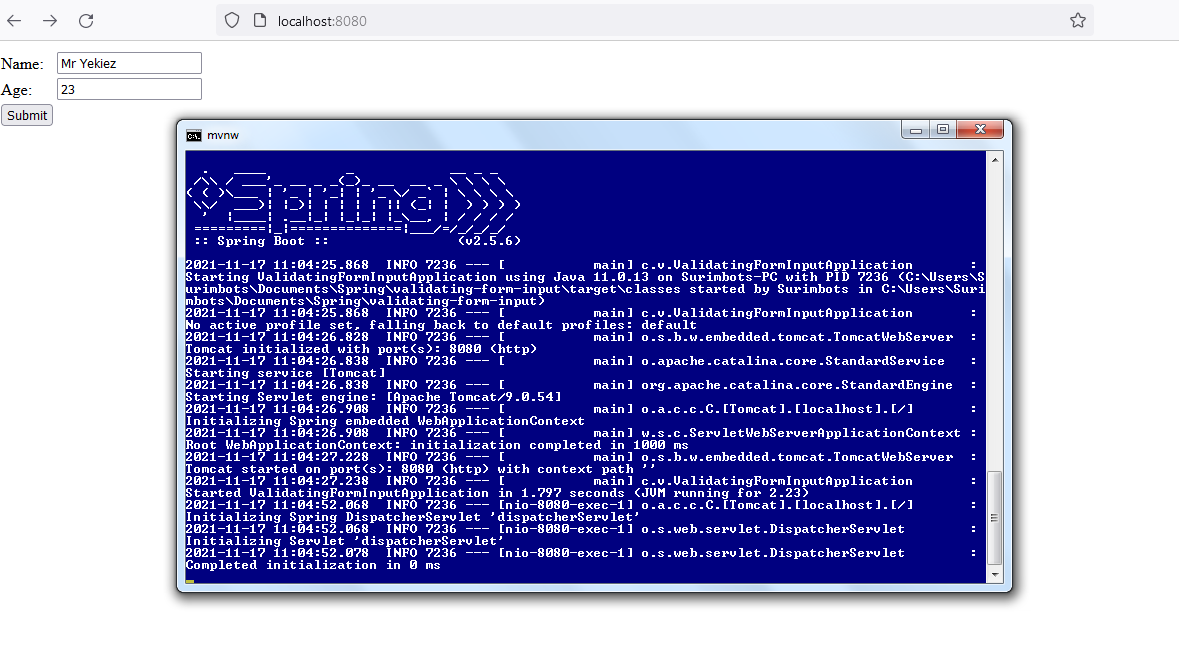 localhost:8080
Name: Mr Yekiez
Age: 23
Submit
mvnw
:: Spring Boot ::                (v2.5.6)
2021-11-17 11:04:25.868  INFO 7236 --- [           main] c.v.ValidatingFormInputApplication       :
Starting ValidatingFormInputApplication using Java 11.0.13 on Surimbots-PC with PID 7236 (C:\Users\S
urimbots\Documents\Spring\validating-form-input\target\classes started by Surimbots in C:\Users\Suri
mbots\Documents\Spring\validating-form-input)
2021-11-17 11:04:25.868  INFO 7236 --- [           main] c.v.ValidatingFormInputApplication       :
No active profile set, falling back to default profiles: default
2021-11-17 11:04:26.828  INFO 7236 --- [           main] o.s.b.w.embedded.tomcat.TomcatWebServer  :
Tomcat initialized with port(s): 8080 (http)
2021-11-17 11:04:26.838  INFO 7236 --- [           main] o.apache.catalina.core.StandardService   :
Starting service [Tomcat]
2021-11-17 11:04:26.838  INFO 7236 --- [           main] org.apache.catalina.core.StandardEngine  :
Starting Servlet engine: [Apache Tomcat/9.0.54]
2021-11-17 11:04:26.908  INFO 7236 --- [           main] o.a.c.c.C.[Tomcat].[localhost].[/]       :
Initializing Spring embedded WebApplicationContext
2021-11-17 11:04:26.908  INFO 7236 --- [           main] w.s.c.ServletWebServerApplicationContext :
Root WebApplicationContext: initialization completed in 1000 ms
2021-11-17 11:04:27.228  INFO 7236 --- [           main] o.s.b.w.embedded.tomcat.TomcatWebServer  :
Tomcat started on port(s): 8080 (http) with context path ''
2021-11-17 11:04:27.238  INFO 7236 --- [           main] c.v.ValidatingFormInputApplication       :
Started ValidatingFormInputApplication in 1.797 seconds (JVM running for 2.23)
2021-11-17 11:04:52.068  INFO 7236 --- [nio-8080-exec-1] o.a.c.c.C.[Tomcat].[localhost].[/]       :
Initializing Spring DispatcherServlet 'dispatcherServlet'
2021-11-17 11:04:52.068  INFO 7236 --- [nio-8080-exec-1] o.s.web.servlet.DispatcherServlet        :
Initializing Servlet 'dispatcherServlet'
2021-11-17 11:04:52.078  INFO 7236 --- [nio-8080-exec-1] o.s.web.servlet.DispatcherServlet        :
Completed initialization in 0 ms